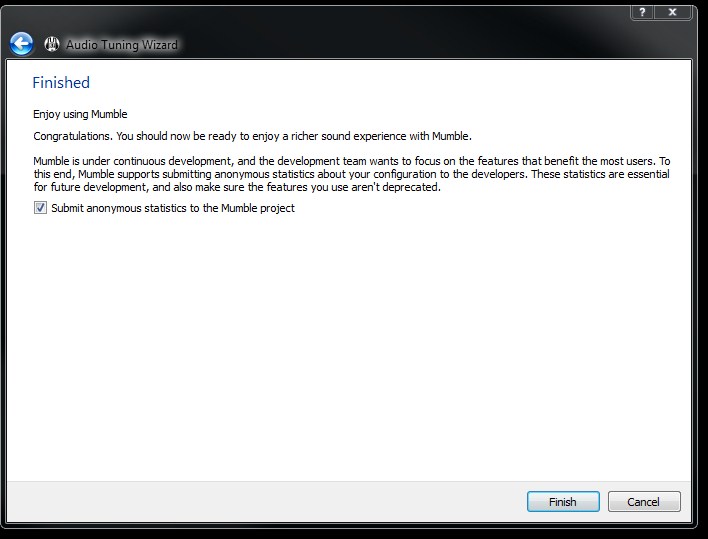 Audio Tuning Wizard
Finished
Enjoy using Mumble
Congratulations. You should now be ready to enjoy a richer sound experience with Mumble.
Mumble is under continuous development, and the development team wants to focus on the features that benefit the most users. To
this end, Mumble supports submitting anonymous statistics about your configuration to the developers. These statistics are essential
for future development, and also make sure the features you use aren't deprecated.
Submit anonymous statistics to the Mumble project
Finish
Cancel